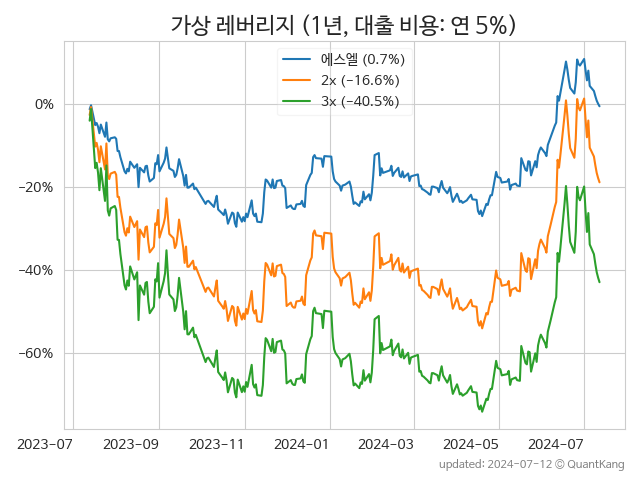 가상 레버리지 (1년, 대출 비용: 연 5%)
에스엘 (0.7%)
2x (−16.6%)
3x (−40.5%)
0%
−20%
−40%
−60%
2023-07 2023-09 2023-11 2024-01 2024-03 2024-05 2024-07
updated: 2024-07-12 © QuantKang